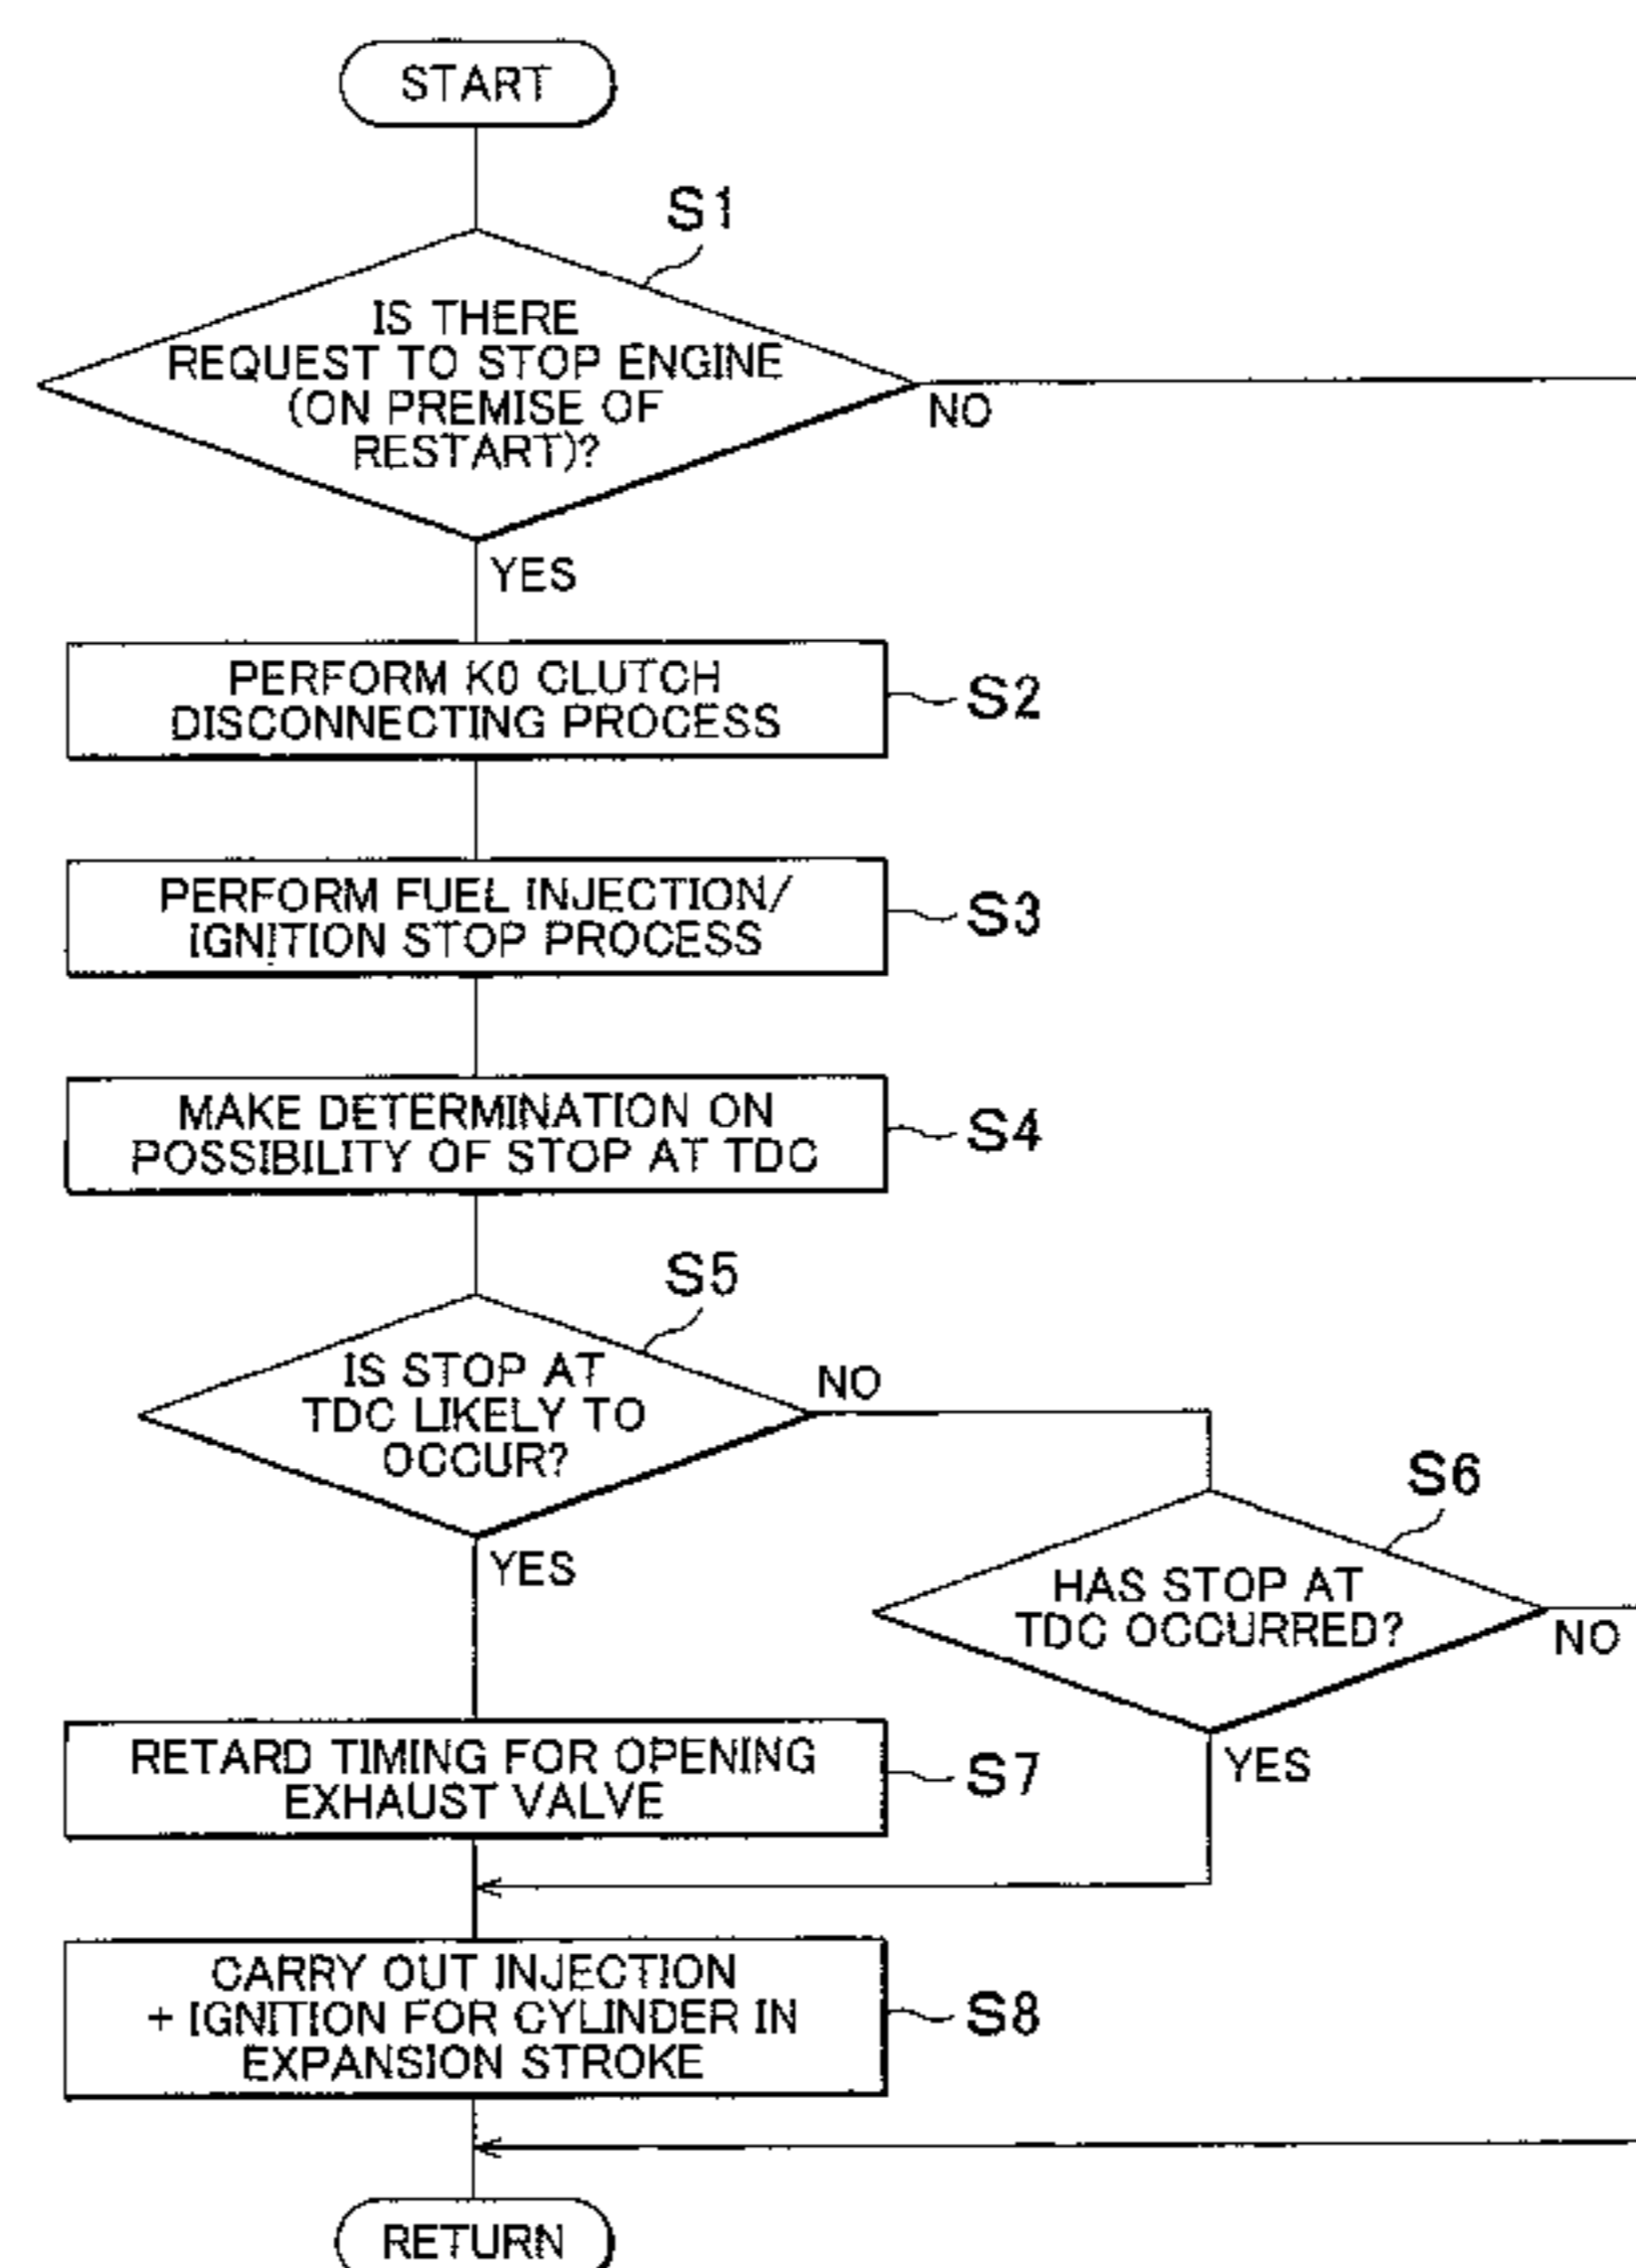 START
S1
IS THERE
REQUEST TO STOP ENGINE
(ON PREMISE OF
RESTART)?
NO
YES
PERFORM K0 CLUTCH
DISCONNECTING PROCESS
S2
PERFORM FUEL INJECTION/
IGNITION STOP PROCESS
S3
MAKE DETERMINATION ON
POSSIBILITY OF STOP AT TDC
S4
S5
IS STOP AT
TDC LIKELY TO
OCCUR?
NO
YES
S6
HAS STOP AT
TDC OCCURRED?
NO
YES
RETARD TIMING FOR OPENING
EXHAUST VALVE
S7
CARRY OUT INJECTION
+ IGNITION FOR CYLINDER IN
EXPANSION STROKE
S8
RETURN